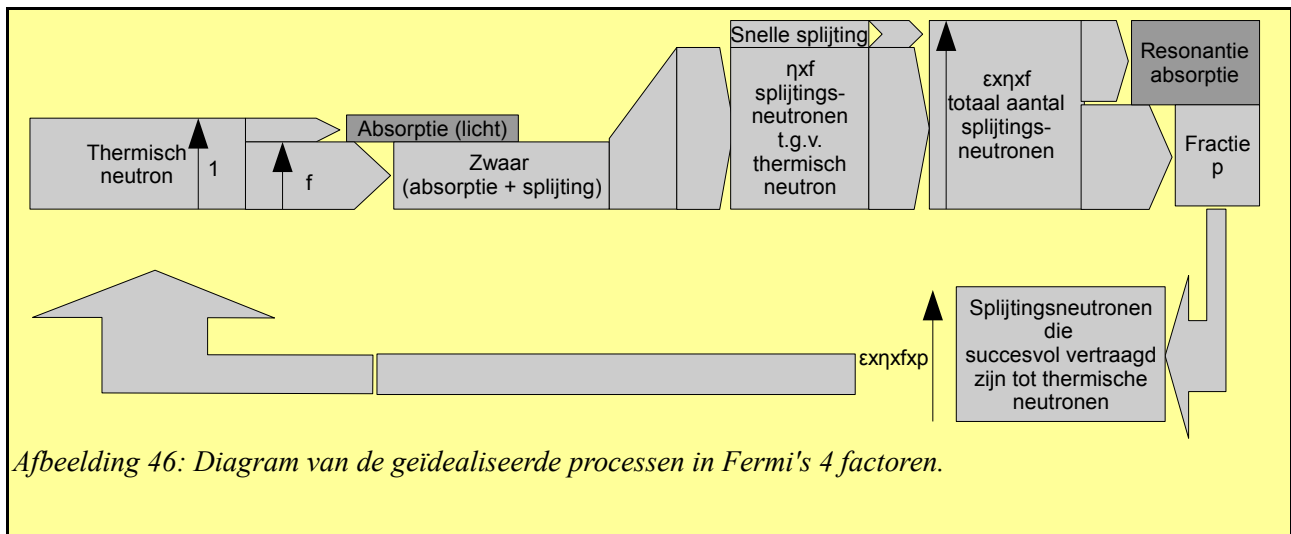 Thermisch
neutron
1
f
Absorptie (licht)
Zwaar
(absorptie + splijting)
Snelle splijting
ηxf
splijtings-
neutronen
t.g.v.
thermisch
neutron
εxηxf
totaal aantal
splijtings-
neutronen
Resonantie
absorptie
Fractie
p
Splijtingsneutronen
die
succesvol vertraagd
zijn tot thermische
neutronen
εxηxfxp
Afbeelding 46: Diagram van de geïdealiseerde processen in Fermi's 4 factoren.